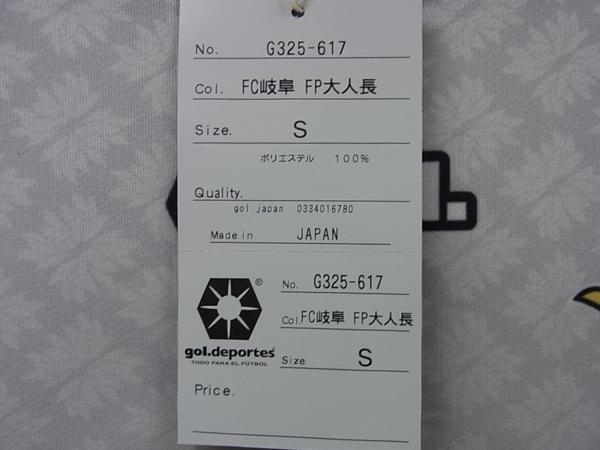 No. G325-617
Col. FC岐阜 FP大人長
Size. S
ポリエステル 100%
Quality.
gol.japan 0334016780
Made in JAPAN
® No. G325-617
Col. FC岐阜 FP大人長
gol.deportes
TODO PARA EL FÚTBOL
Size. S
Price.